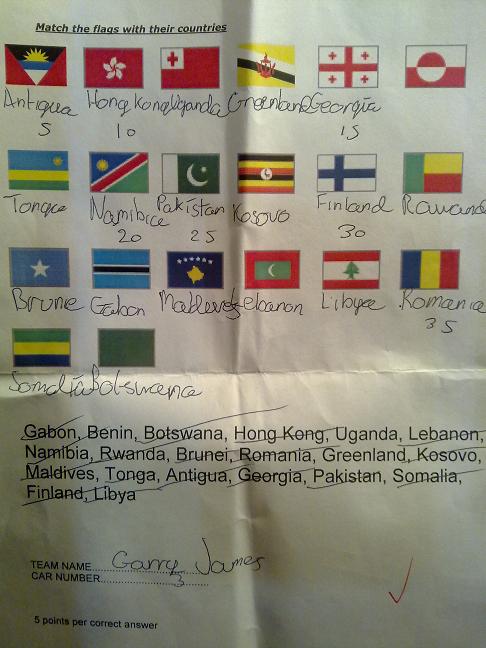 Match the flags with their countries
Antigua Hong Kong Uganda Greenland Georgia
5 10 15
Tonga Namibia Pakistan Kosovo Finland Rawanda
20 25 30
Brune Gabon Maldeves Lebanon Libya Romania
35
Somalia Botswana
Gabon, Benin, Botswana, Hong Kong, Uganda, Lebanon,
Namibia, Rwanda, Brunei, Romania, Greenland, Kosovo,
Maldives, Tonga, Antigua, Georgia, Pakistan, Somalia,
Finland, Libya
TEAM NAME Garry James
CAR NUMBER 3
5 points per correct answer